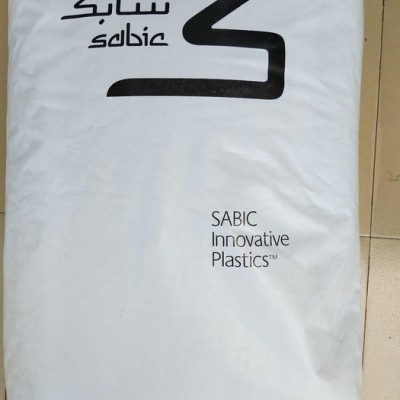 سابك
sabic
SABIC
Innovative
Plastics™